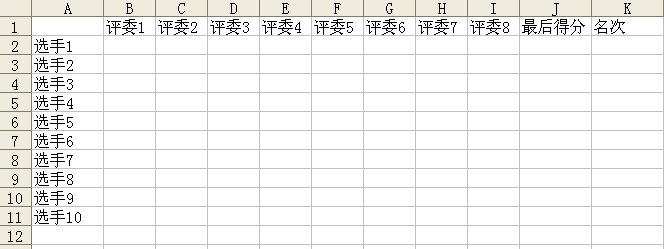 A B C D E F G H I J K
1 评委1 评委2 评委3 评委4 评委5 评委6 评委7 评委8 最后得分 名次
2 选手1
3 选手2
4 选手3
5 选手4
6 选手5
7 选手6
8 选手7
9 选手8
10 选手9
11 选手10
12